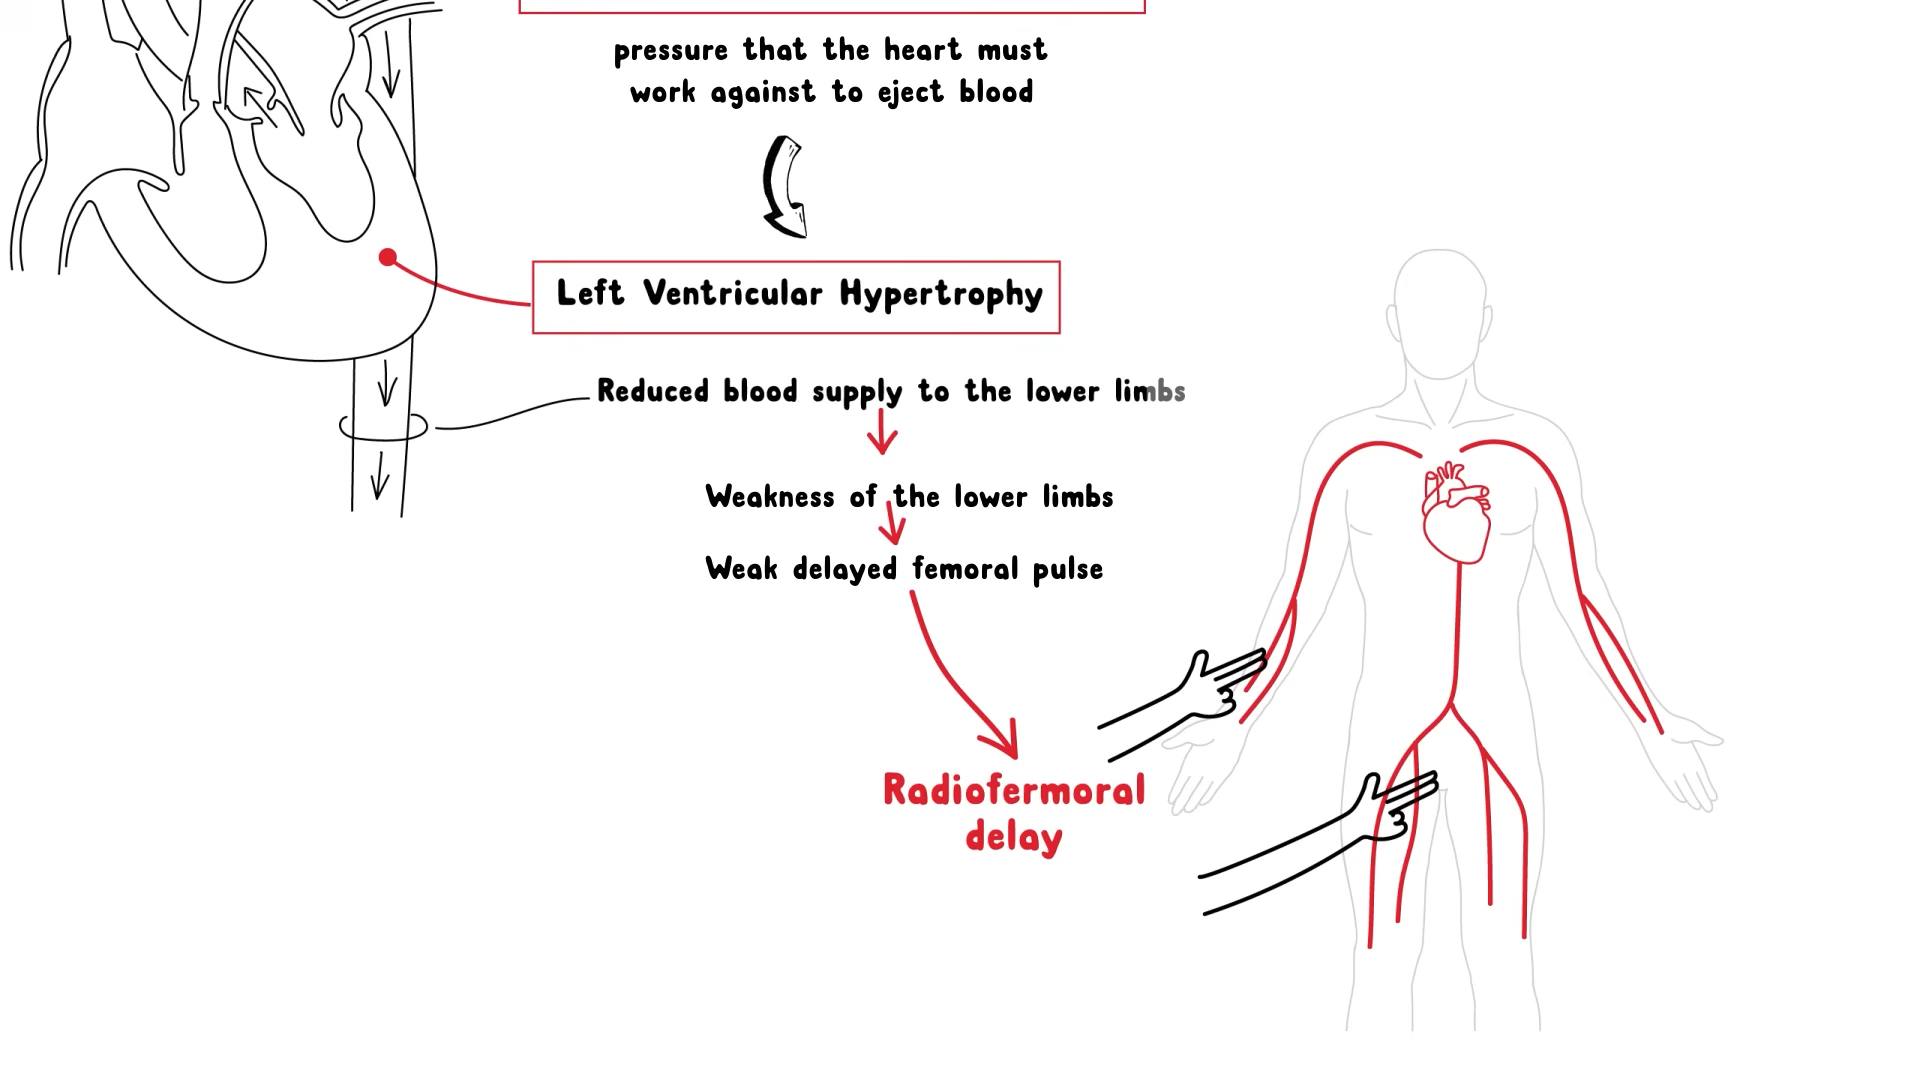 pressure that the heart must
work against to eject blood
Left Ventricular Hypertrophy
Reduced blood supply to the lower limbs
Weakness of the lower limbs
Weak delayed femoral pulse
Radiofermoral
delay